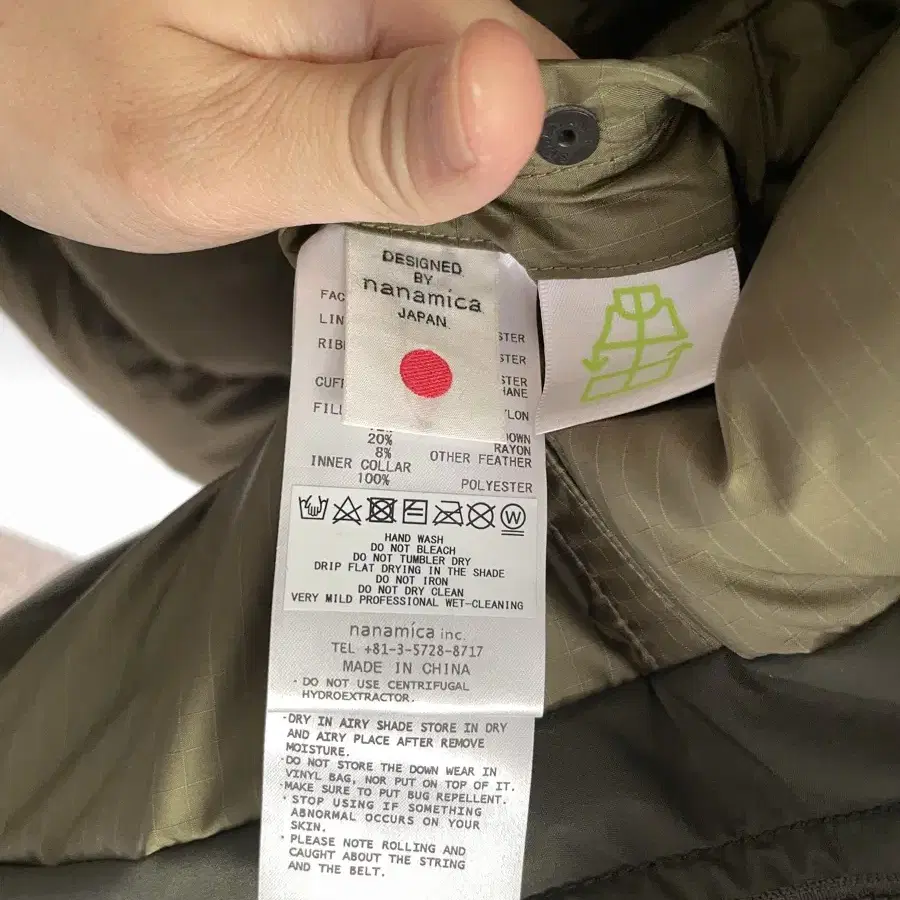 DESIGNED
BY
nanamica
JAPAN
FAC
LIN
STER
RIB
STER
CUF
STER
HANE
FIL
LON
OWN
20%
RAYON
8%
OTHER FEATHER
INNER COLLAR
100%
POLYESTER
W
HAND WASH
DO NOT BLEACH
DO NOT TUMBLER DRY
DRIP FLAT DRYING IN THE SHADE
DO NOT IRON
DO NOT DRY CLEAN
VERY MILD PROFESSIONAL WET-CLEANING
nanamica inc.
TEL +81-3-5728-8717
MADE IN CHINA
・DO NOT USE CENTRIFUGAL
HYDROEXTRACTOR.
・DRY IN AIRY SHADE STORE IN DRY
AND AIRY PLACE AFTER REMOVE
MOISTURE.
・DO NOT STORE THE DOWN WEAR IN
VINYL BAG, NOR PUT ON TOP OF IT.
・MAKE SURE TO PUT BUG REPELLENT.
・STOP USING IF SOMETHING
ABNORMAL OCCURS ON YOUR
SKIN.
・PLEASE NOTE ROLLING AND
CAUGHT ABOUT THE STRING
AND THE BELT.